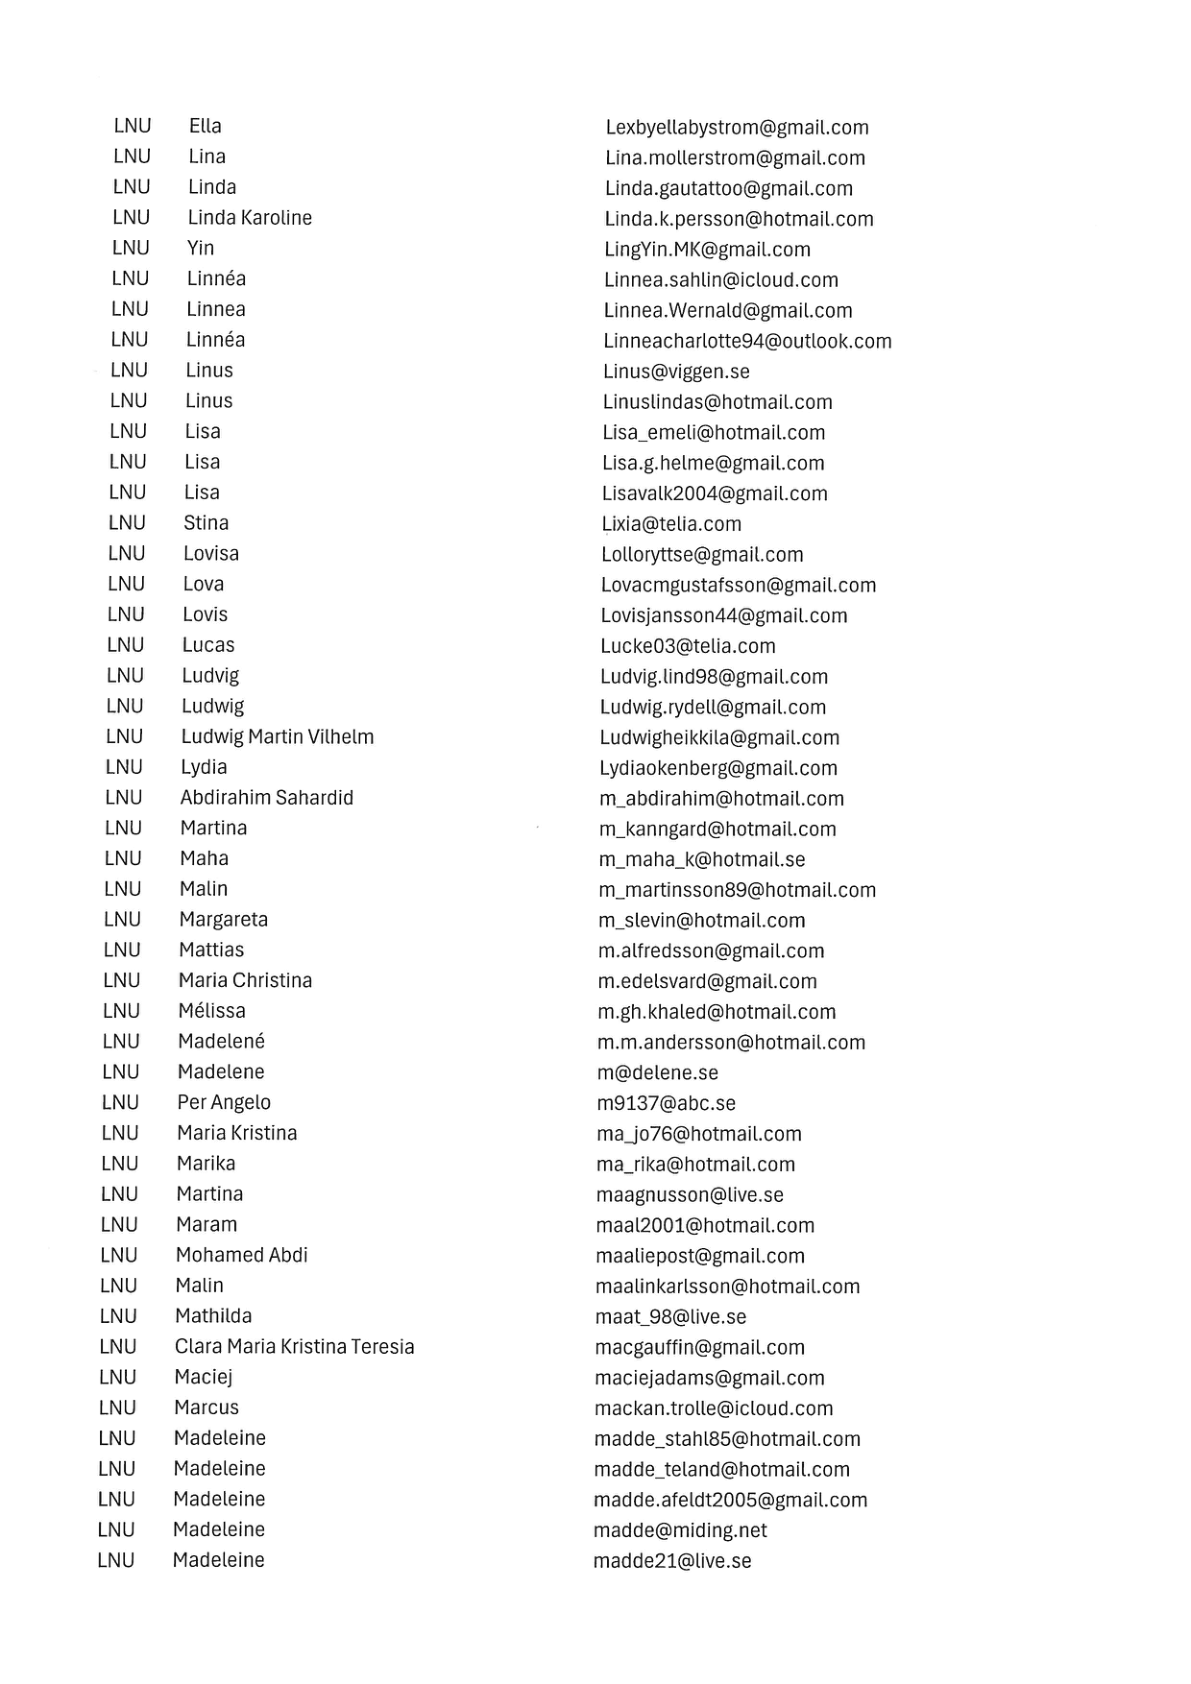 LNU Ella Lexbyellabystrom@gmail.com
LNU Lina Lina.mollerstrom@gmail.com
LNU Linda Linda.gautattoo@gmail.com
LNU Linda Karoline Linda.k.persson@hotmail.com
LNU Yin LingYin.MK@gmail.com
LNU Linnéa Linnea.sahlin@icloud.com
LNU Linnea Linnea.Wernald@gmail.com
LNU Linnéa Linneacharlotte94@outlook.com
LNU Linus Linus@viggen.se
LNU Linus Linuslindas@hotmail.com
LNU Lisa Lisa_emeli@hotmail.com
LNU Lisa Lisa.g.helme@gmail.com
LNU Lisa Lisavalk2004@gmail.com
LNU Stina Lixia@telia.com
LNU Lovisa Lolloryttse@gmail.com
LNU Lova Lovacmgustafsson@gmail.com
LNU Lovis Lovisjansson44@gmail.com
LNU Lucas Lucke03@telia.com
LNU Ludvig Ludvig.lind98@gmail.com
LNU Ludwig Ludwig.rydell@gmail.com
LNU Ludwig Martin Vilhelm Ludwigheikkila@gmail.com
LNU Lydia Lydiaokenberg@gmail.com
LNU Abdirahim Sahardid m_abdirahim@hotmail.com
LNU Martina m_kanngard@hotmail.com
LNU Maha m_maha_k@hotmail.se
LNU Malin m_martinsson89@hotmail.com
LNU Margareta m_slevin@hotmail.com
LNU Mattias m.alfredsson@gmail.com
LNU Maria Christina m.edelsvard@gmail.com
LNU Mélissa m.gh.khaled@hotmail.com
LNU Madelené m.m.andersson@hotmail.com
LNU Madelene m@delene.se
LNU Per Angelo m9137@abc.se
LNU Maria Kristina ma_jo76@hotmail.com
LNU Marika ma_rika@hotmail.com
LNU Martina maagnusson@live.se
LNU Maram maal2001@hotmail.com
LNU Mohamed Abdi maaliepost@gmail.com
LNU Malin maalinkarlsson@hotmail.com
LNU Mathilda maat_98@live.se
LNU Clara Maria Kristina Teresia macgauffin@gmail.com
LNU Maciej maciejadams@gmail.com
LNU Marcus mackan.trolle@icloud.com
LNU Madeleine madde_stahl85@hotmail.com
LNU Madeleine madde_teland@hotmail.com
LNU Madeleine madde.afeldt2005@gmail.com
LNU Madeleine madde@miding.net
LNU Madeleine madde21@live.se